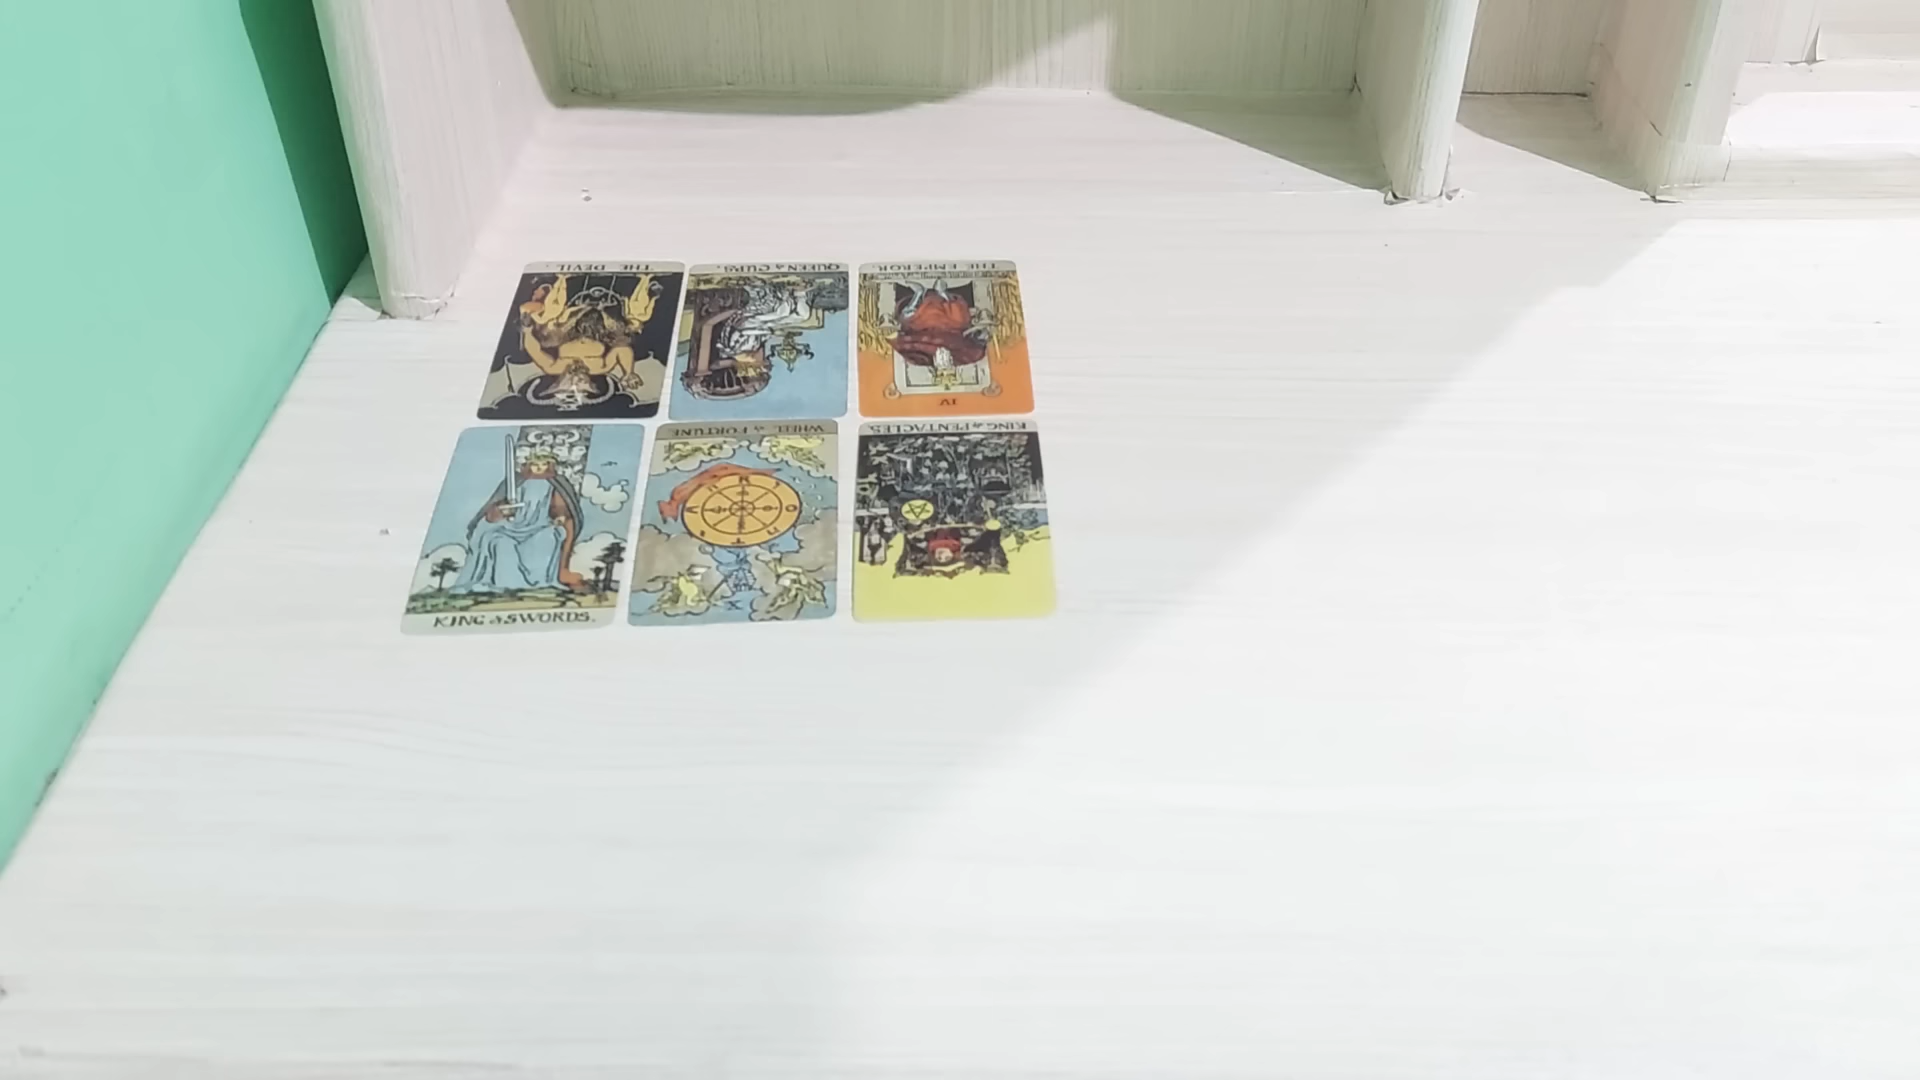 THE DEVIL.
QUEEN of CUPS.
THE EMPEROR.
IV
KING of SWORDS.
WHEEL of FORTUNE
X
KING of PENTACLES.